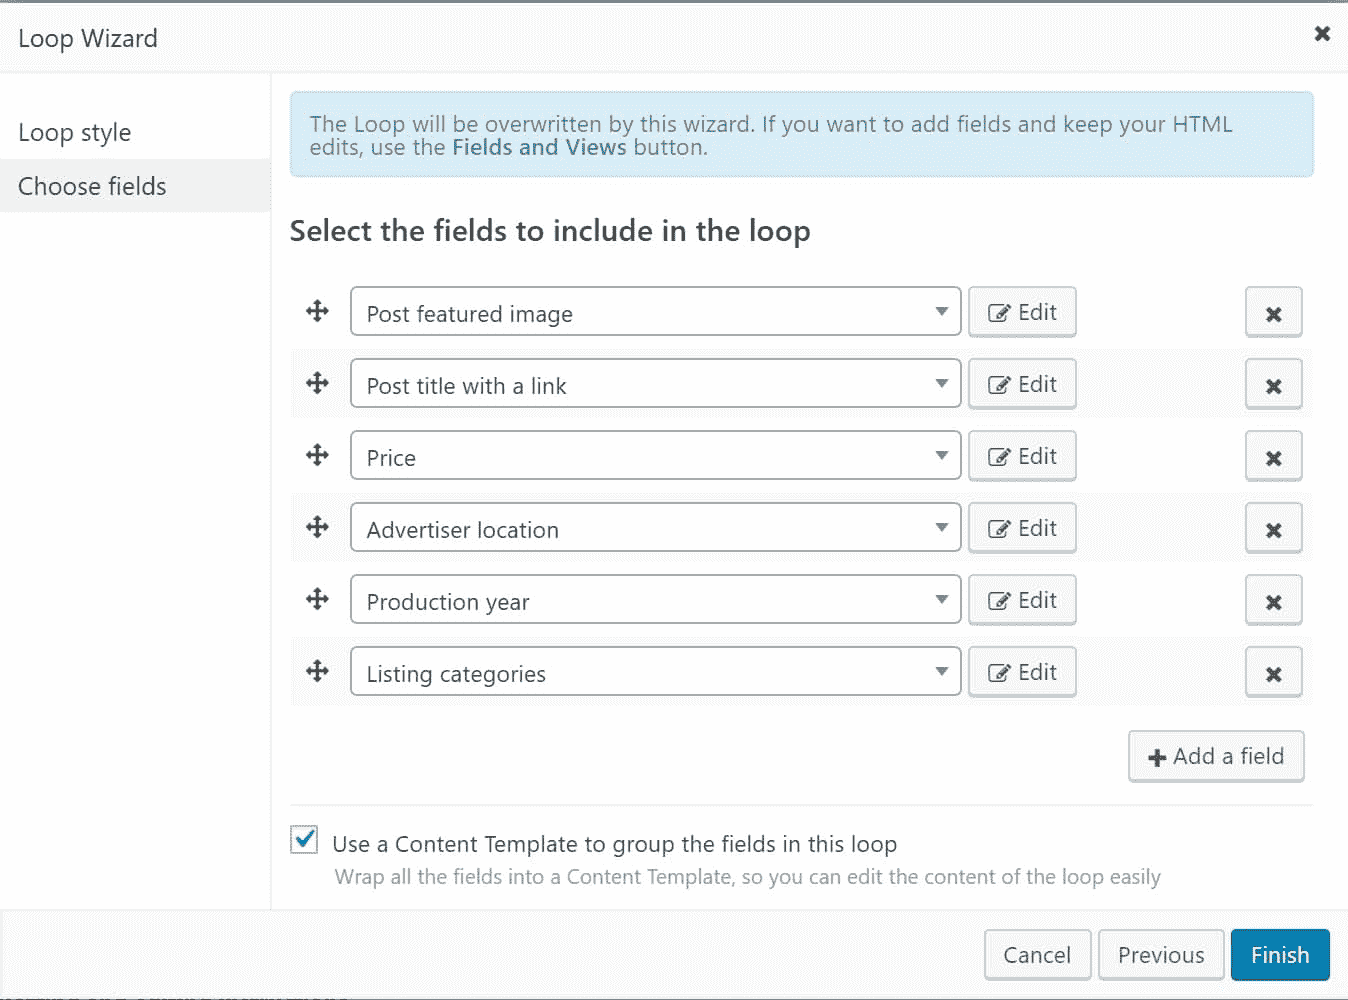 Loop Wizard
Loop style
Choose fields
The Loop will be overwritten by this wizard. If you want to add fields and keep your HTML
edits, use the Fields and Views button.
Select the fields to include in the loop
Post featured image
Edit
Post title with a link
Edit
Price
Edit
Advertiser location
Edit
Production year
Edit
Listing categories
Edit
Add a field
Use a Content Template to group the fields in this loop
Wrap all the fields into a Content Template, so you can edit the content of the loop easily
Cancel
Previous
Finish